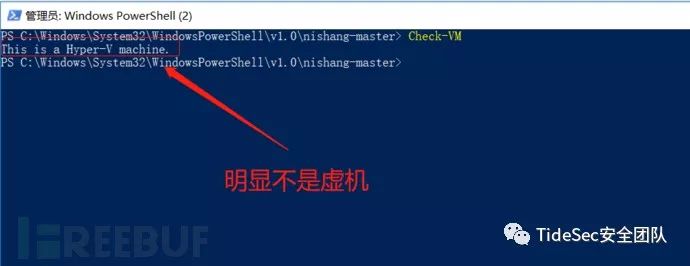 管理员: Windows PowerShell (2)
PS C:\Windows\System32\WindowsPowerShell\v1.0\nishang-master> Check-VM
This is a Hyper-V machine.
PS C:\Windows\System32\WindowsPowerShell\v1.0\nishang-master>
明显不是虚机
REEBUF
TideSec安全团队